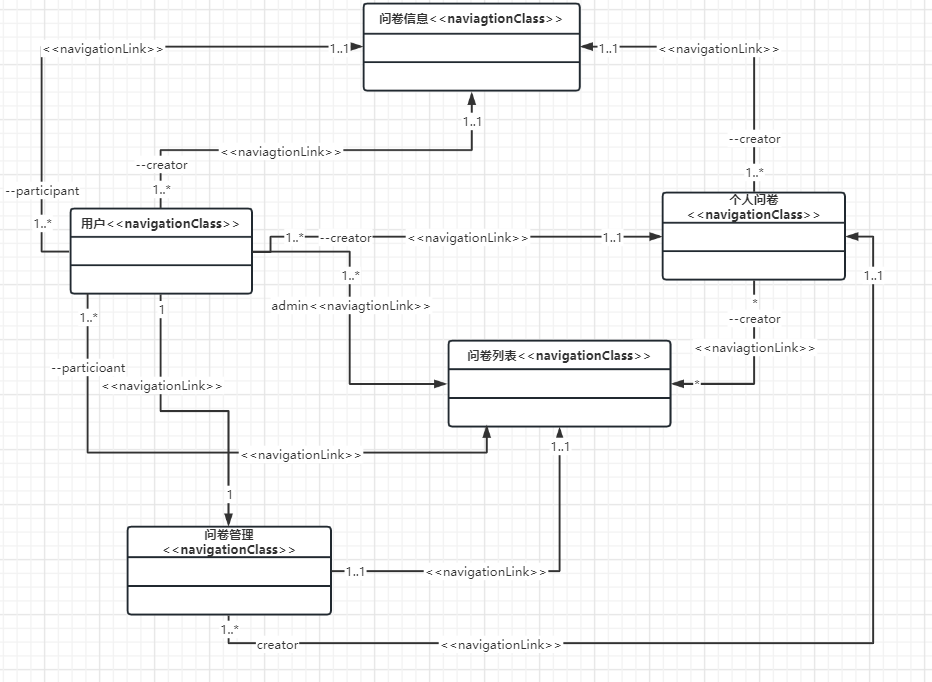 问卷信息<<naviagtionClass>>
<<navigationLink>>
1..1
1..1
<<navigationLink>>
1..1
<<naviagtionLink>>
--creator
--creator
1..*
1..*
--participant
1..*
个人问卷
<<navigationClass>>
用户<<navigationClass>>
1..*
--creator
<<navigationLink>>
1..1
1..*
1..1
admin<<naviagtionLink>>
*
--creator
1..*
1
<<naviagtionLink>>
问卷列表<<navigationClass>>
--particioant
<<navigationLink>>
*
1..1
<<navigationLink>>
1
问卷管理
<<navigationClass>>
1..1
<<navigationLink>>
1..*
creator
<<navigationLink>>